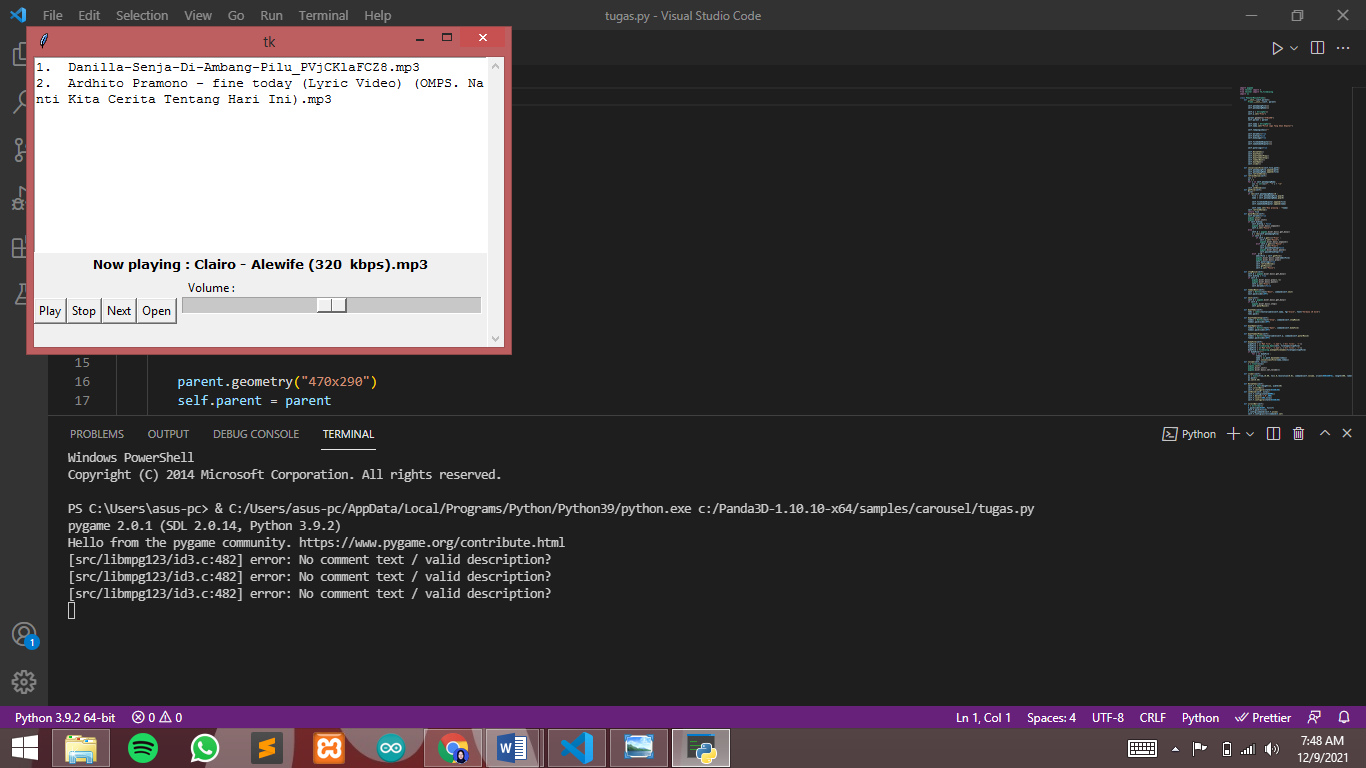 File Edit Selection View Go Run Terminal Help
tugas.py - Visual Studio Code
tk
1. Danilla-Senja-Di-Ambang-Pilu_PVjCKlaFCZ8.mp3
2. Ardhito Pramono - fine today (Lyric Video) (OMPS. Na
nti Kita Cerita Tentang Hari Ini).mp3
Now playing : Clairo - Alewife (320 kbps).mp3
Volume :
Play Stop Next Open
15
16 parent.geometry("470x290")
17 self.parent = parent
PROBLEMS OUTPUT DEBUG CONSOLE TERMINAL
Python
Windows PowerShell
Copyright (C) 2014 Microsoft Corporation. All rights reserved.
PS C:\Users\asus-pc> & C:/Users/asus-pc/AppData/Local/Programs/Python/Python39/python.exe c:/Panda3D-1.10.10-x64/samples/carousel/tugas.py
pygame 2.0.1 (SDL 2.0.14, Python 3.9.2)
Hello from the pygame community. https://www.pygame.org/contribute.html
[src/libmpg123/id3.c:482] error: No comment text / valid description?
[src/libmpg123/id3.c:482] error: No comment text / valid description?
[src/libmpg123/id3.c:482] error: No comment text / valid description?
1
Python 3.9.2 64-bit 0 0
Ln 1, Col 1 Spaces: 4 UTF-8 CRLF Python Prettier
7:48 AM
12/9/2021